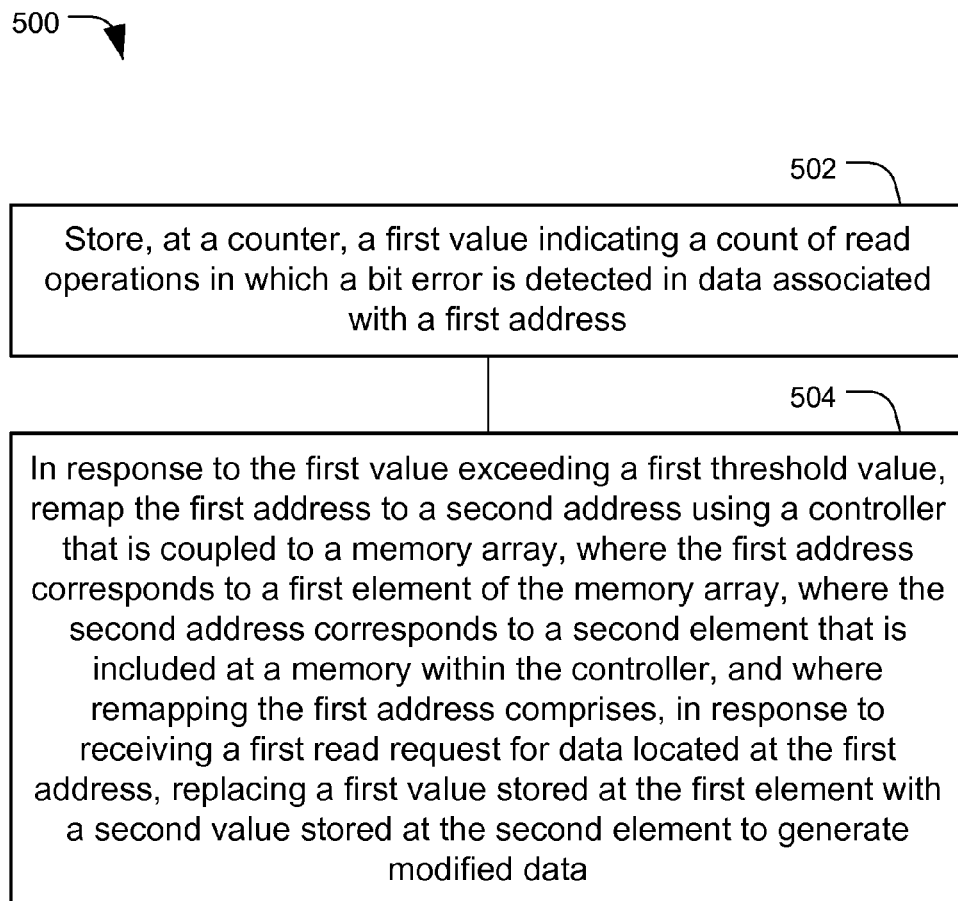 500
502
Store, at a counter, a first value indicating a count of read
operations in which a bit error is detected in data associated
with a first address
504
In response to the first value exceeding a first threshold value,
remap the first address to a second address using a controller
that is coupled to a memory array, where the first address
corresponds to a first element of the memory array, where the
second address corresponds to a second element that is
included at a memory within the controller, and where
remapping the first address comprises, in response to
receiving a first read request for data located at the first
address, replacing a first value stored at the first element with
a second value stored at the second element to generate
modified data